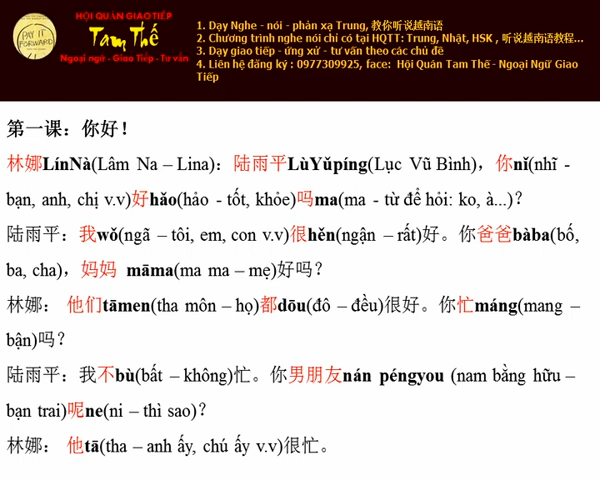 PAY IT
FORWARD
HỘI QUÁN GIAO TIẾP
Tam Thế
Ngoại ngữ - Giao Tiếp - Tư vấn
1. Dạy Nghe - nói - phản xạ Trung, 教你听说越南语
2. Chương trình nghe nói chỉ có tại HQTT: Trung, Nhật, HSK , 听说越南语教程...
3. Dạy giao tiếp - ứng xử - tư vấn theo các chủ đề
4. Liên hệ đăng ký : 0977309925, face: Hội Quán Tam Thế - Ngoại Ngữ Giao
Tiếp
第一课：你好！
林娜LínNà(Lâm Na – Lina)：陆雨平LùYǔpíng(Lục Vũ Bình)，你nǐ(nhĩ -
bạn, anh, chị v.v)好hǎo(hảo - tốt, khỏe)吗ma(ma - từ để hỏi: ko, à...)？
陆雨平：我wǒ(ngã – tôi, em, con v.v)很hěn(ngận – rất)好。你爸爸bàba(bố,
ba, cha)，妈妈 māma(ma ma – mẹ)好吗？
林娜： 他们tāmen(tha môn – họ)都dōu(đô – đều)很好。你忙máng(mang –
bận)吗？
陆雨平：我不bù(bất – không)忙。你男朋友nán péngyou (nam bằng hữu –
bạn trai)呢ne(ni – thì sao)？
林娜： 他tā(tha – anh ấy, chú ấy v.v)很忙。